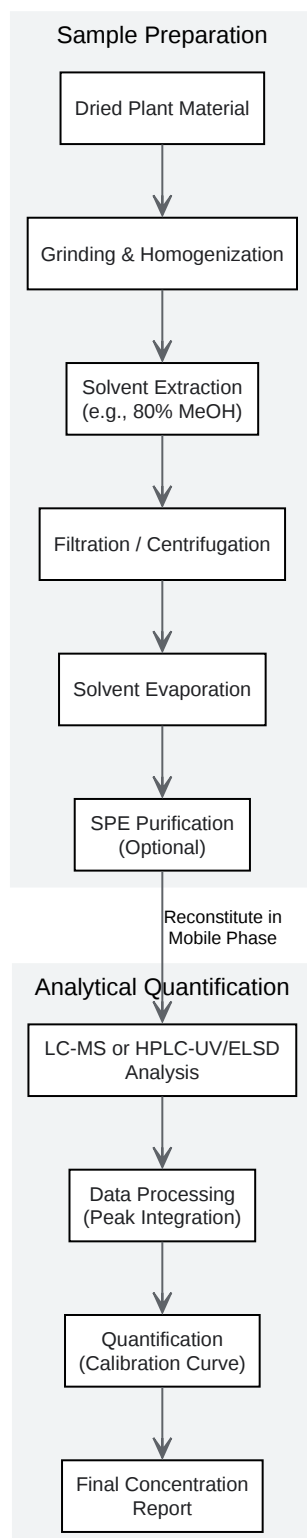 Sample Preparation
Dried Plant Material
Grinding & Homogenization
Solvent Extraction
(e.g., 80% MeOH)
Filtration / Centrifugation
Solvent Evaporation
SPE Purification
(Optional)
Reconstitute in
Mobile Phase
Analytical Quantification
LC-MS or HPLC-UV/ELSD
Analysis
Data Processing
(Peak Integration)
Quantification
(Calibration Curve)
Final Concentration
Report